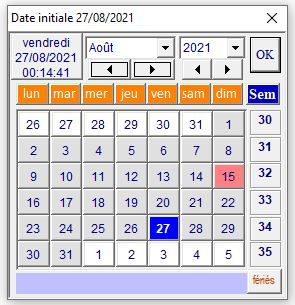 Date initiale 27/08/2021
vendredi
27/08/2021
00:14:41
Août
2021
OK
lun mar mer jeu ven sam dim Sem
26 27 28 29 30 31 1 30
2 3 4 5 6 7 8 31
9 10 11 12 13 14 15 32
16 17 18 19 20 21 22 33
23 24 25 26 27 28 29 34
30 31 1 2 3 4 5 35
fériés